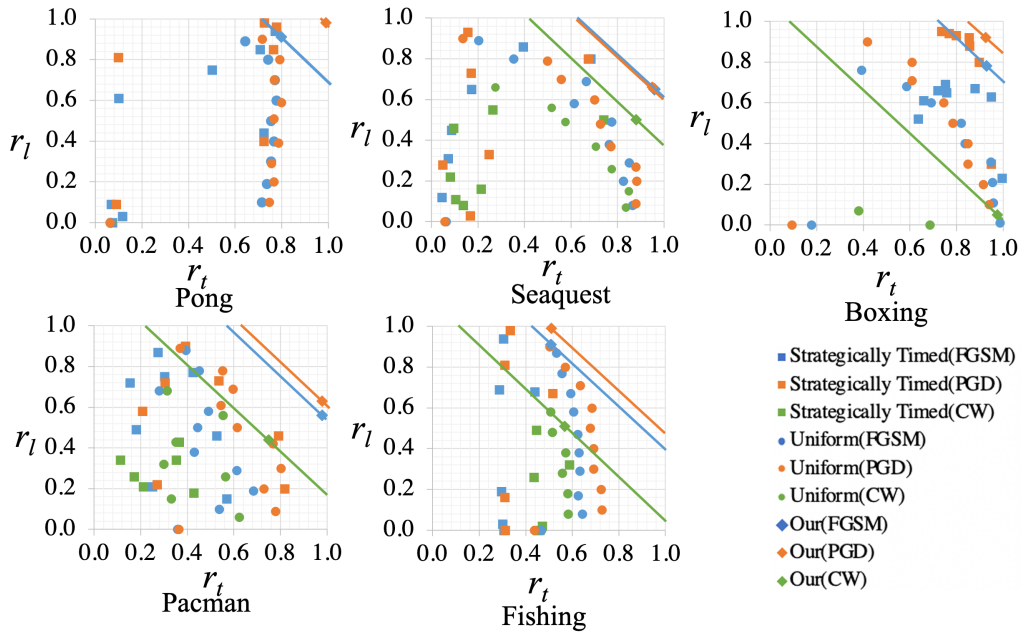 1.0
0.8
0.6
0.4
0.2
0.0
r_l
0.0 0.2 0.4 0.6 0.8 1.0
r_t
Pong
1.0
0.8
0.6
0.4
0.2
0.0
r_l
0.0 0.2 0.4 0.6 0.8 1.0
r_t
Seaquest
1.0
0.8
0.6
0.4
0.2
0.0
r_l
0.0 0.2 0.4 0.6 0.8 1.0
r_t
Boxing
1.0
0.8
0.6
0.4
0.2
0.0
r_l
0.0 0.2 0.4 0.6 0.8 1.0
r_t
Pacman
1.0
0.8
0.6
0.4
0.2
0.0
r_l
0.0 0.2 0.4 0.6 0.8 1.0
r_t
Fishing
Strategically Timed(FGSM)
Strategically Timed(PGD)
Strategically Timed(CW)
Uniform(FGSM)
Uniform(PGD)
Uniform(CW)
Our(FGSM)
Our(PGD)
Our(CW)